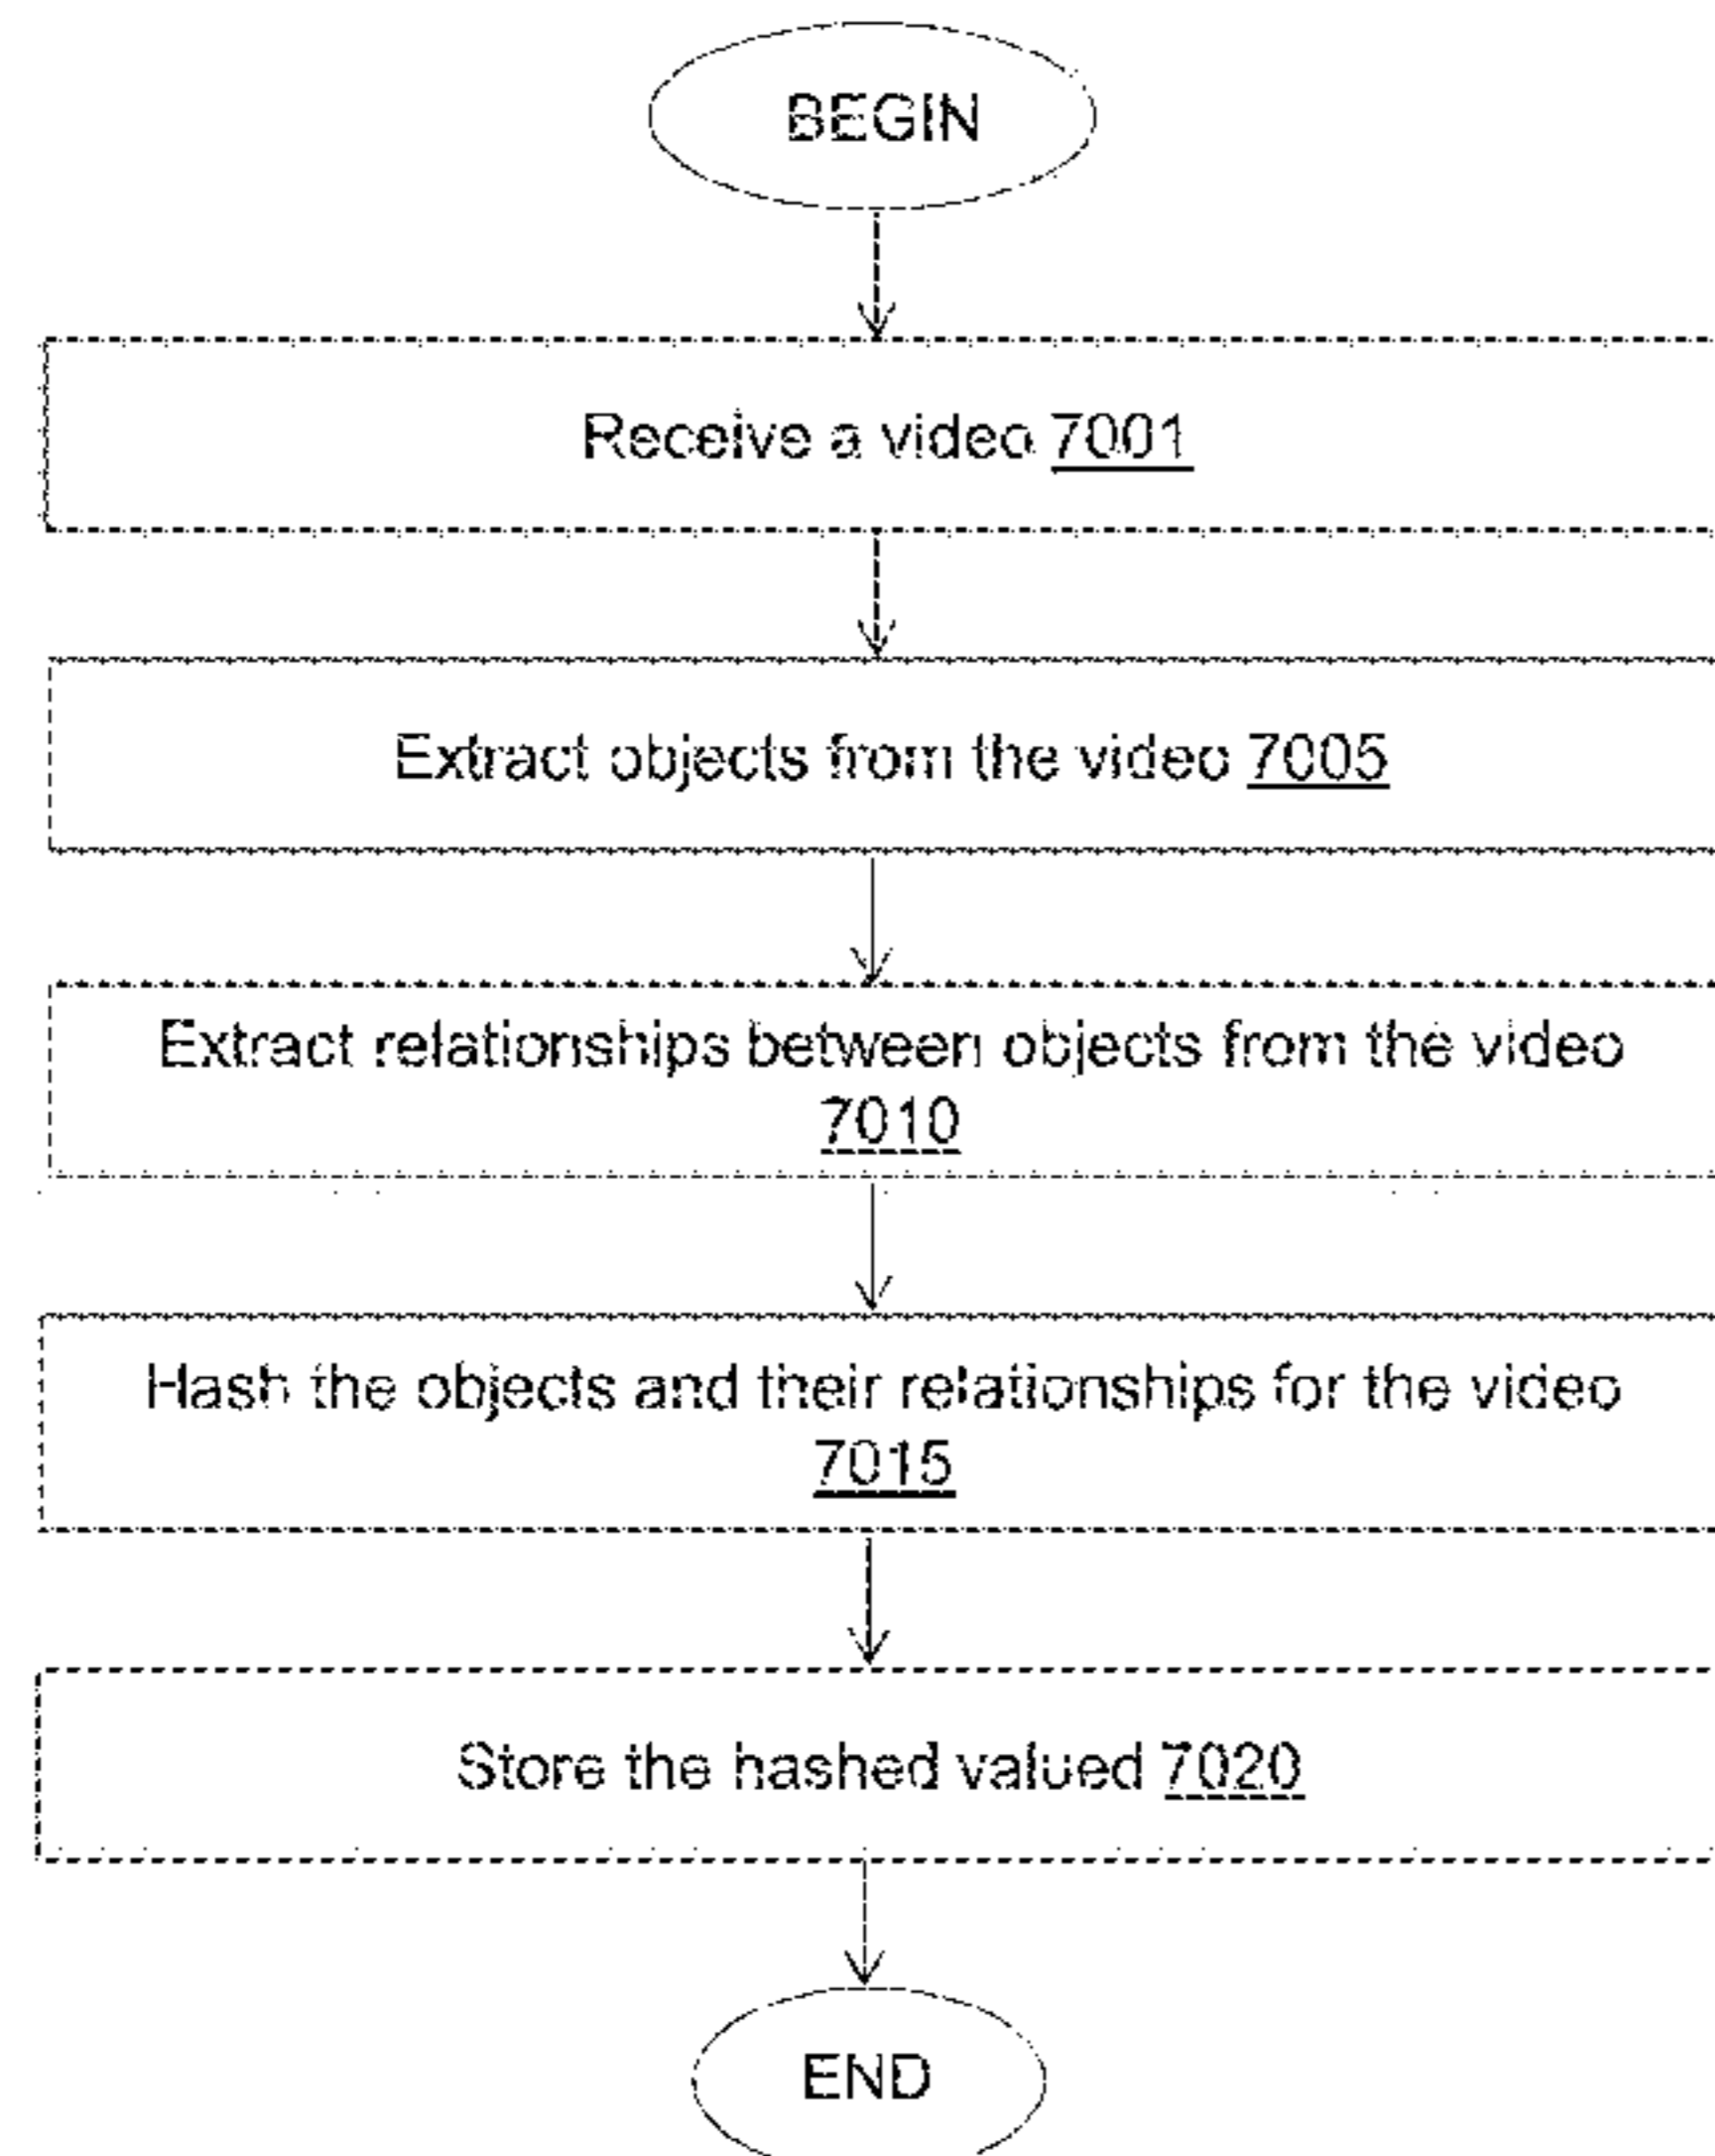 BEGIN
Receive a video 7001
Extract objects from the video 7005
Extract relationships between objects from the video
7010
Hash the objects and their relationships for the video
7015
Store the hashed valued 7020
END